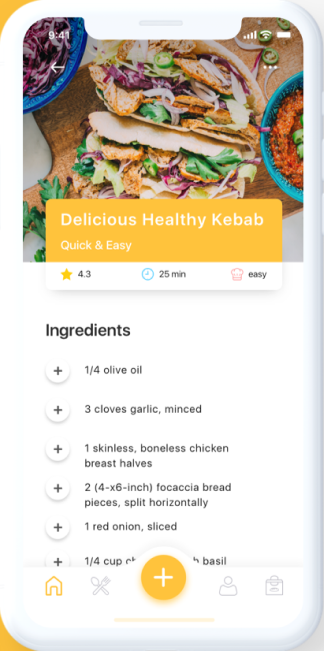 9:41
Delicious Healthy Kebab
Quick & Easy
4.3 25 min easy
Ingredients
+ 1/4 olive oil
+ 3 cloves garlic, minced
+ 1 skinless, boneless chicken
breast halves
+ 2 (4-x6-inch) focaccia bread
pieces, split horizontally
+ 1 red onion, sliced
+ 1/4 cup basil
+